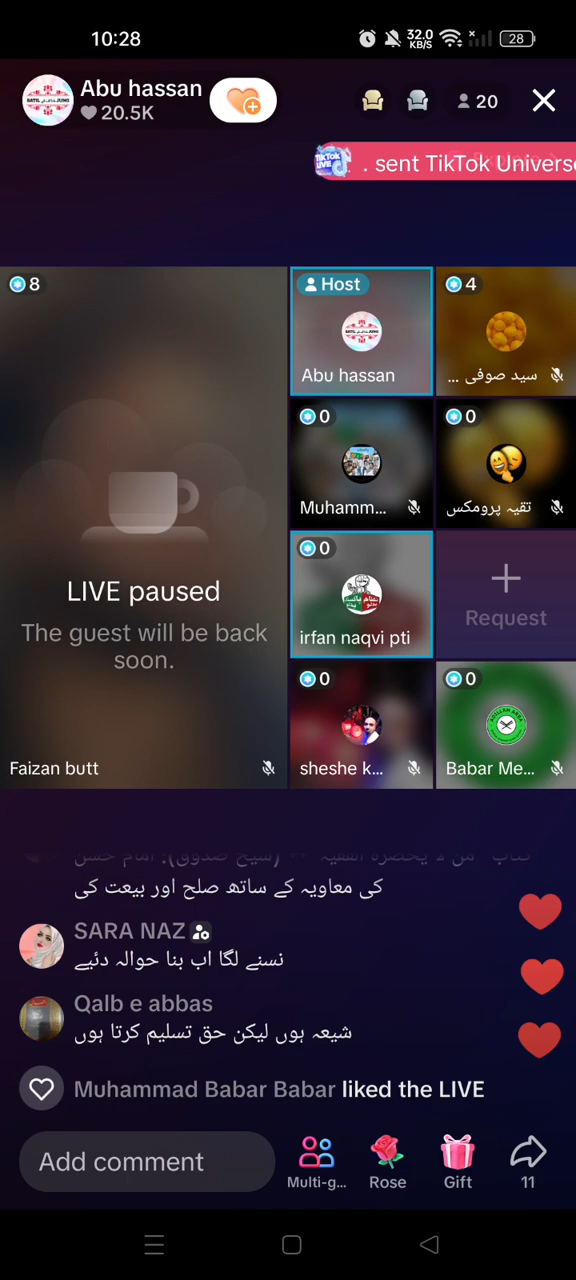 10:28
32.0
KB/S
28
Abu hassan
20.5K
20
. sent TikTok Universe
8
LIVE paused
The guest will be back
soon.
Faizan butt
Host
Abu hassan
4
سید صوفی ...
0
Muhamm...
0
تقیہ پرومکس
0
irfan naqvi pti
Request
0
sheshe k...
0
Babar Me...
کی معاویہ کے ساتھ صلح اور بیعت کی
SARA NAZ
نسنے لگا اب بنا حوالہ دئیے
Qalb e abbas
شیعہ ہوں لیکن حق تسلیم کرتا ہوں
Muhammad Babar Babar liked the LIVE
Add comment
Multi-g...
Rose
Gift
11